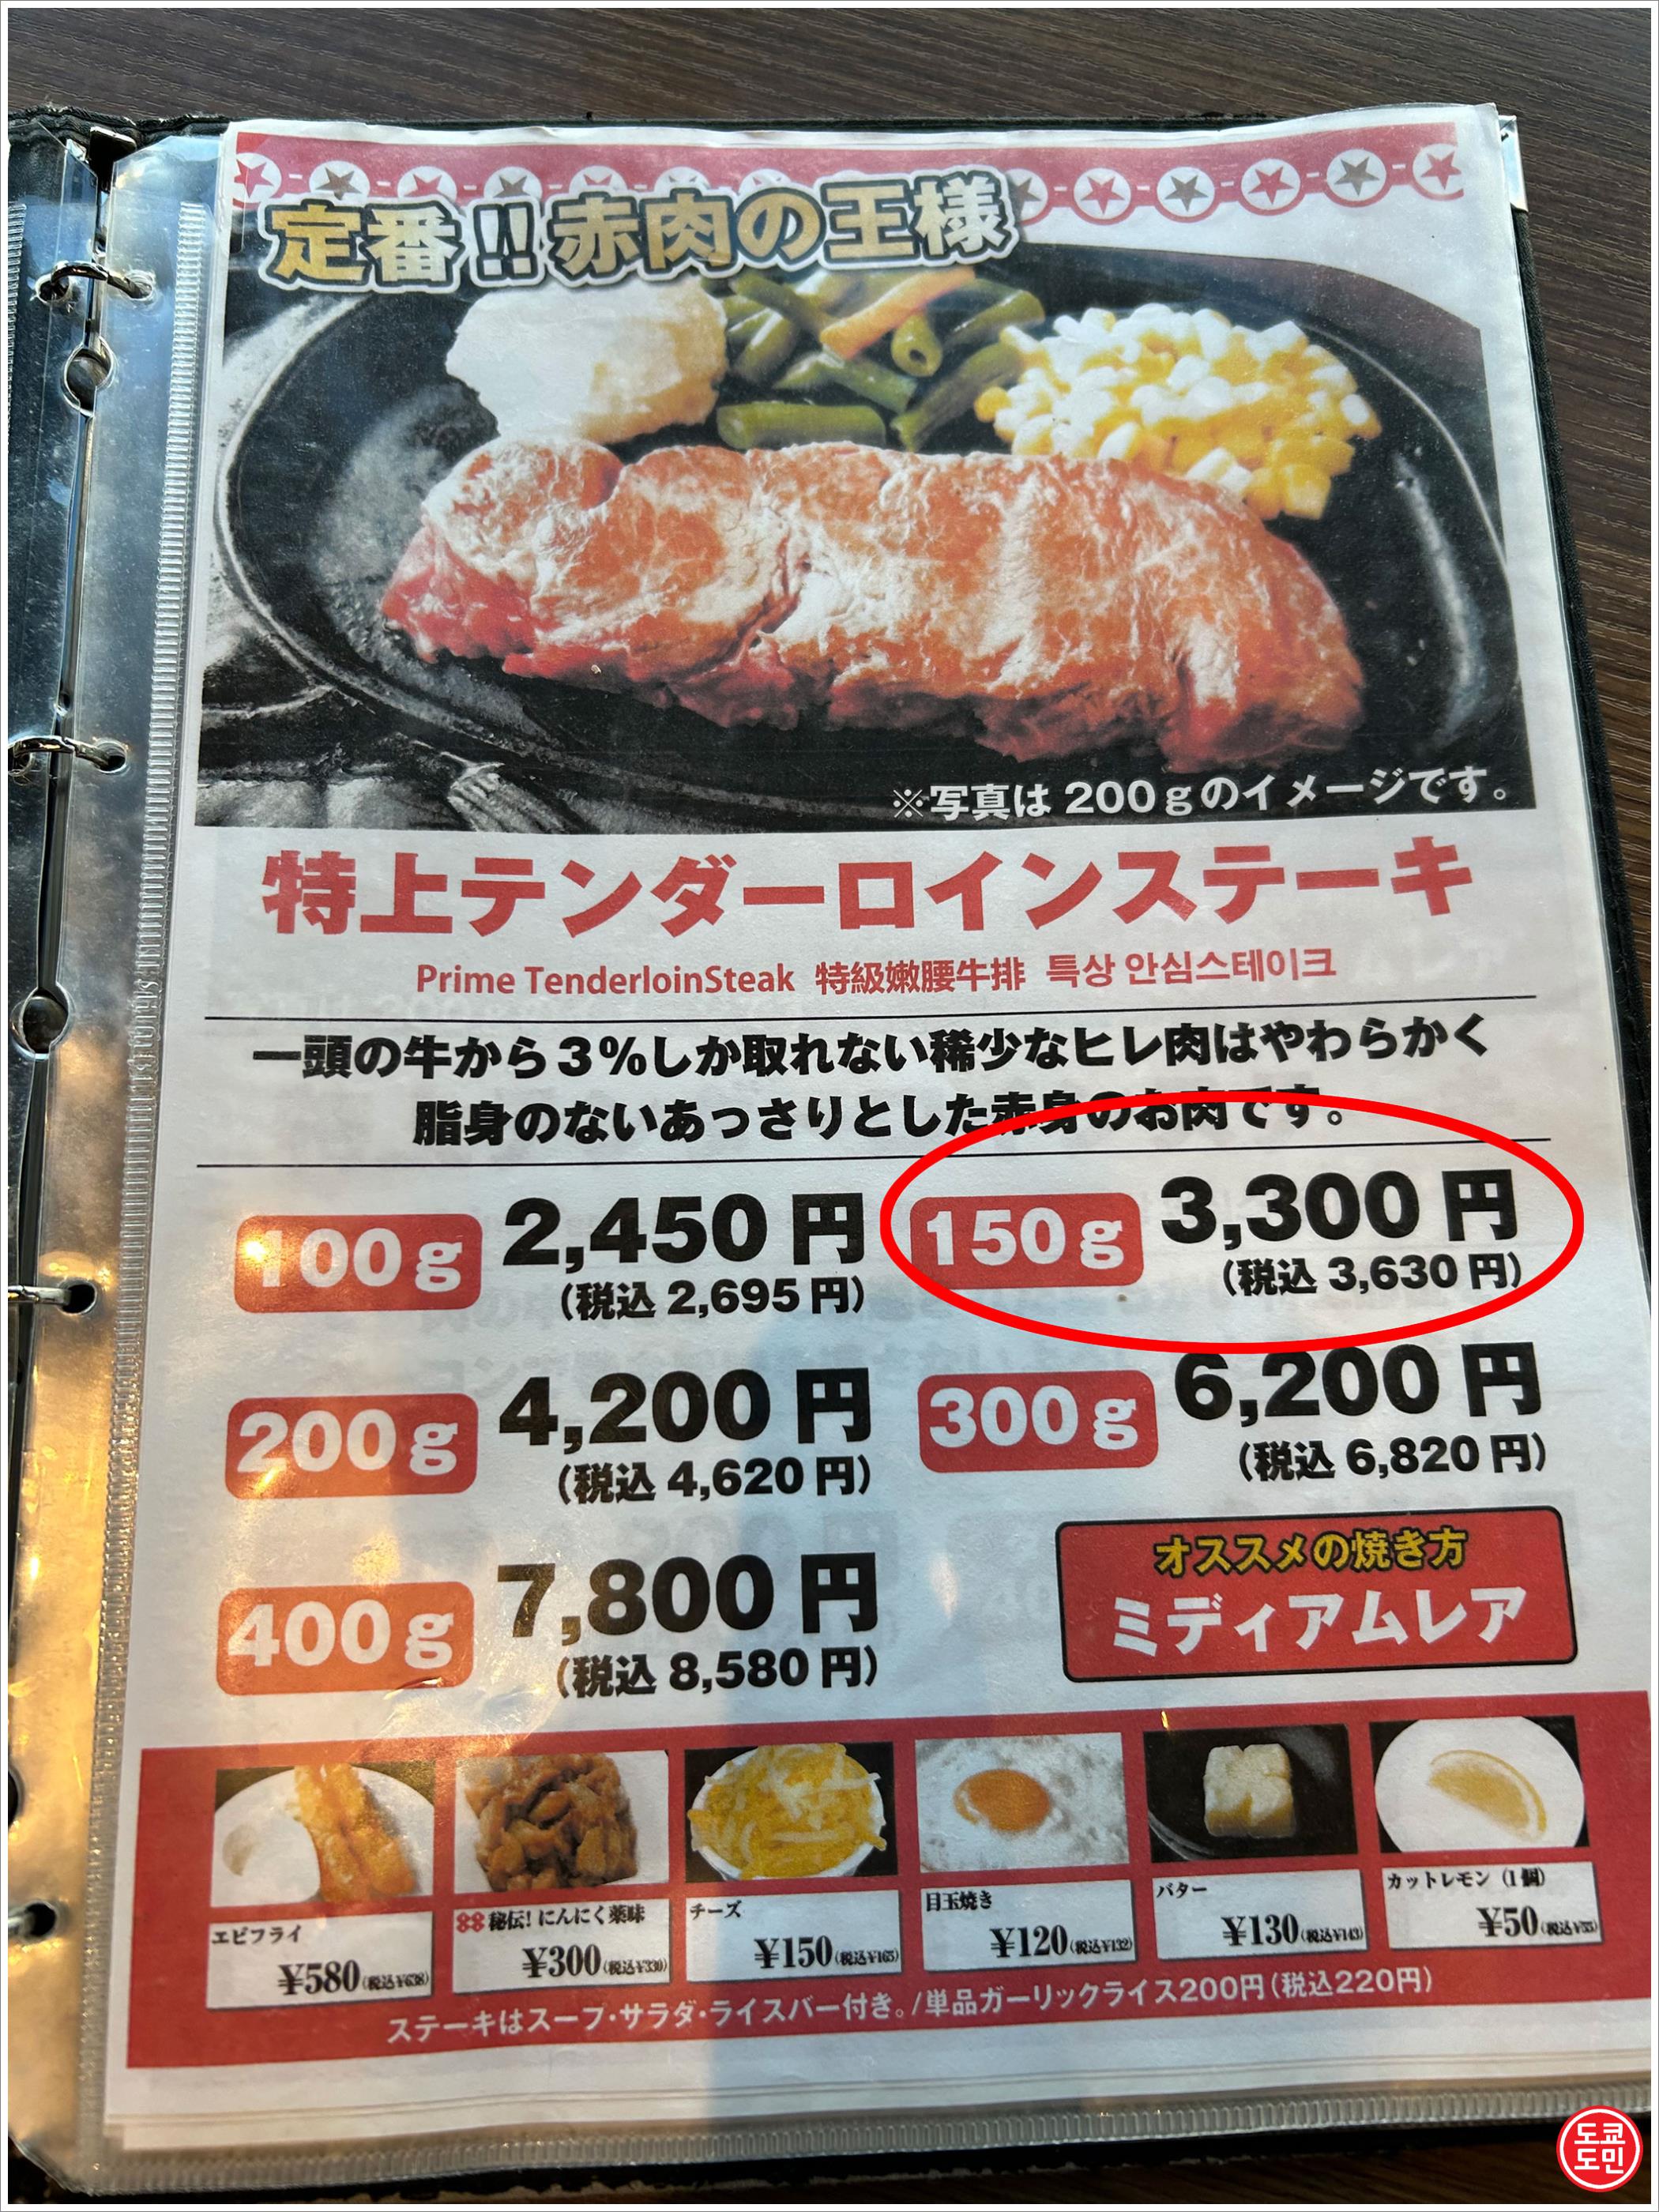 定番!!赤肉の王様
※写真は 200gのイメージです。
特上テンダーロインステーキ
Prime TenderloinSteak 特級嫩腰牛排 특상 안심스테이크
一頭の牛から3%しか取れない稀少なヒレ肉はやわらかく
脂身のないあっさりとした赤身のお肉です。
100g 2,450円 (税込 2,695円)
150g 3,300円 (税込 3,630円)
200g 4,200円 (税込 4,620円)
300g 6,200円 (税込 6,820円)
400g 7,800円 (税込 8,580円)
オススメの焼き方
ミディアムレア
エビフライ
¥580(税込¥638)
秘伝!にんにく薬味
¥300(税込¥330)
チーズ
¥150(税込¥165)
目玉焼き
¥120(税込¥132)
バター
¥130(税込¥143)
カットレモン(1個)
¥50(税込¥55)
ステーキはスープ・サラダ・ライスバー付き。/単品ガーリックライス200円(税込220円)
도쿄
도민